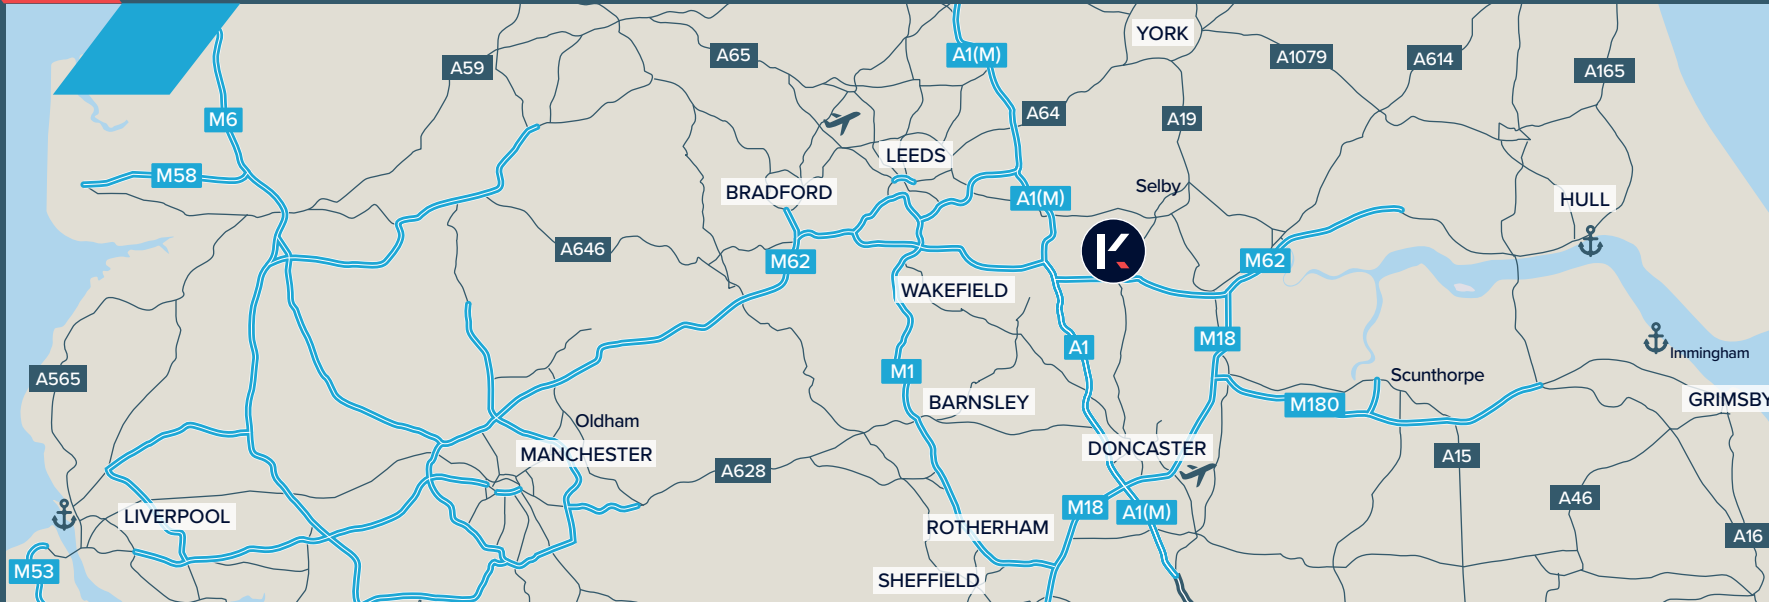 YORK
A1(M)
A65
A1079
A614
A59
A165
A64
M6
A19
LEEDS
M58
Selby
BRADFORD
A1(M)
HULL
A646
K
M62
M62
WAKEFIELD
M18
A1
Immingham
M1
Scunthorpe
A565
GRIMSBY
BARNSLEY
M180
Oldham
DONCASTER
MANCHESTER
A15
A628
A46
M18
A1(M)
LIVERPOOL
ROTHERHAM
A16
M53
SHEFFIELD